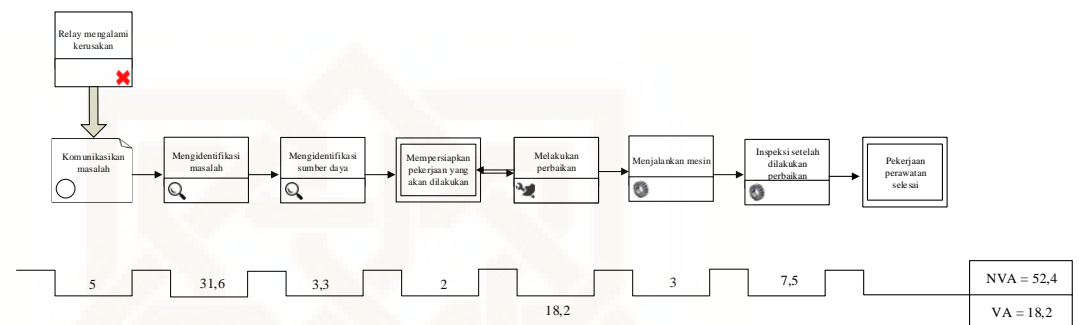 Relay mengalami
kerusakan
Komunikasikan
masalah
Mengidentifikasi
masalah
Mengidentifikasi
sumber daya
Mempersiapkan
pekerjaan yang
akan dilakukan
Melakukan
perbaikan
Menjalankan mesin
Inspeksi setelah
dilakukan
perbaikan
Pekerjaan
perawatan
selesai
5
31,6
3,3
2
18,2
3
7,5
NVA = 52,4
VA = 18,2